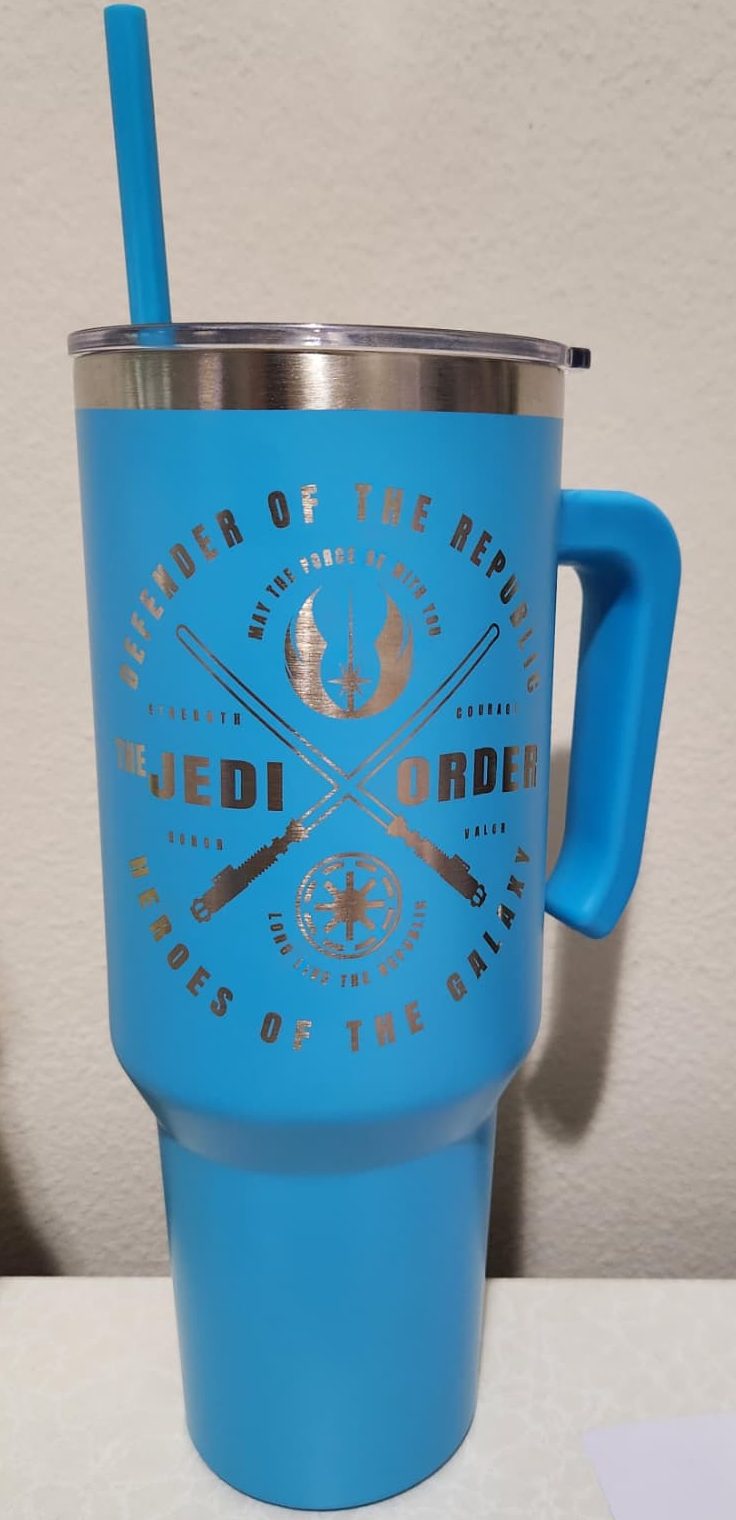 DEFENDER OF THE REPUBLIC
MAY THE FORCE BE WITH YOU
STRENGTH
COURAGE
THE JEDI ORDER
HONOR
VALOR
LONG LIVE THE REPUBLIC
HEROES OF THE GALAXY